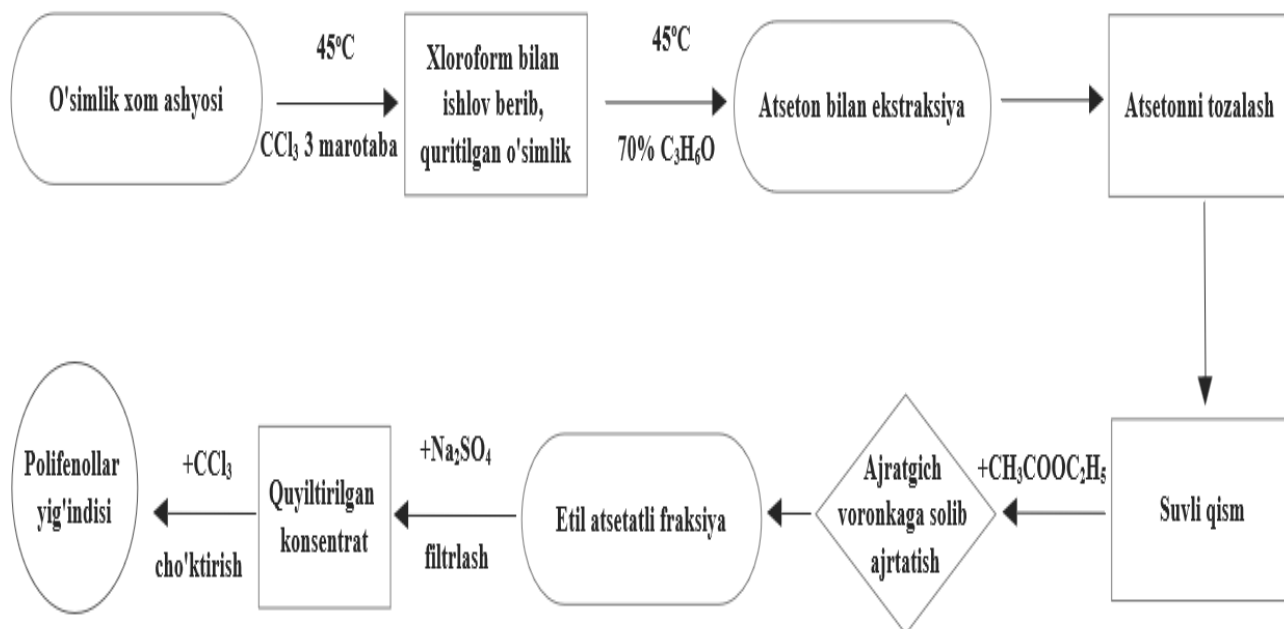 O'simlik xom ashyosi
45⁰C
CCl₃ 3 marotaba
Xloroform bilan
ishlov berib,
quritilgan o'simlik
45⁰C
70% C₃H₆O
Atseton bilan ekstraksiya
Atsetonni tozalash
Suvli qism
+CH₃COOC₂H₅
Ajratgich
voronkaga solib
ajrtatish
Etil atsetatli fraksiya
+Na₂SO₄
filtrlash
Quyiltirilgan
konsentrat
+CCl₃
cho'ktirish
Polifenollar
yig'indisi